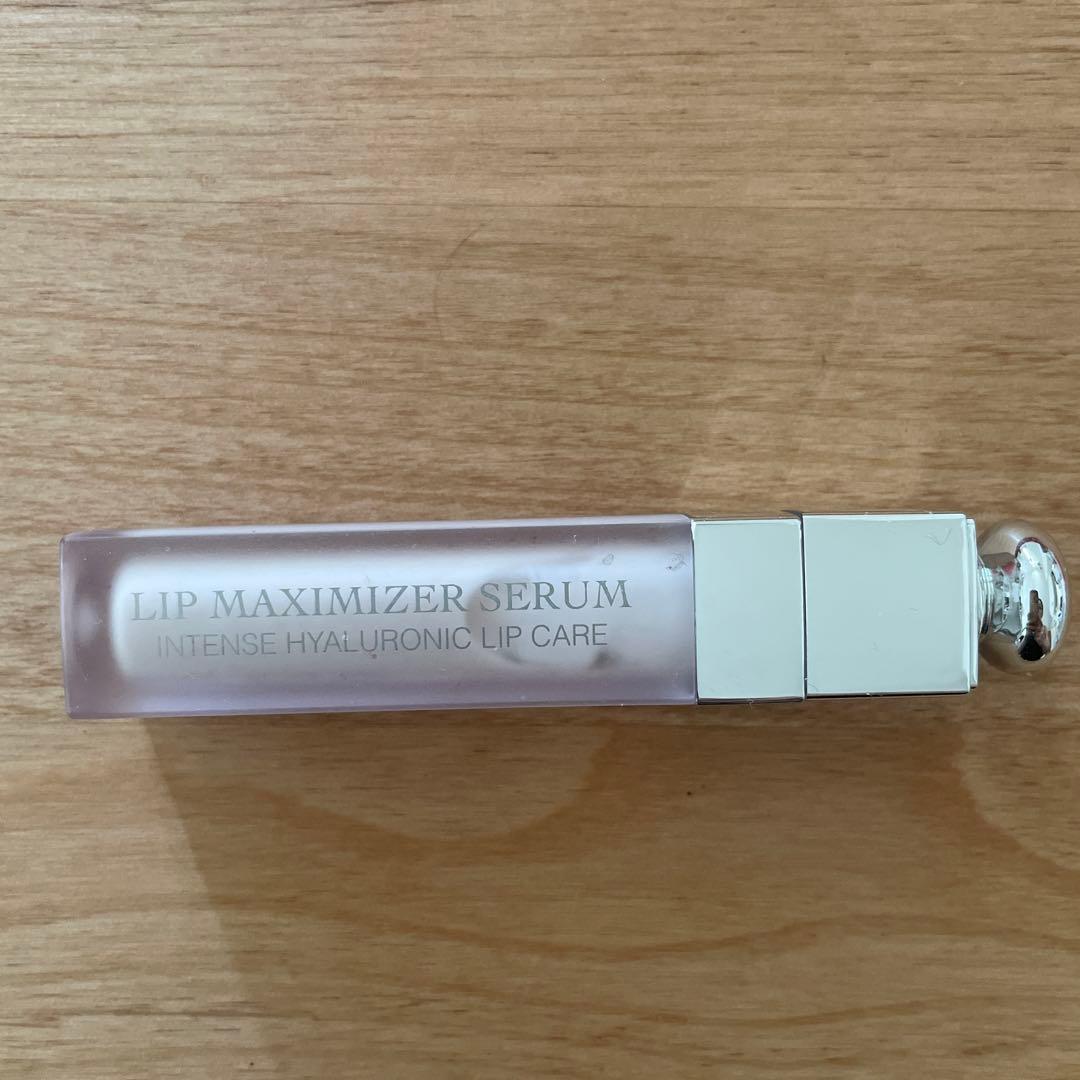 LIP MAXIMIZER SERUM
INTENSE HYALURONIC LIP CARE